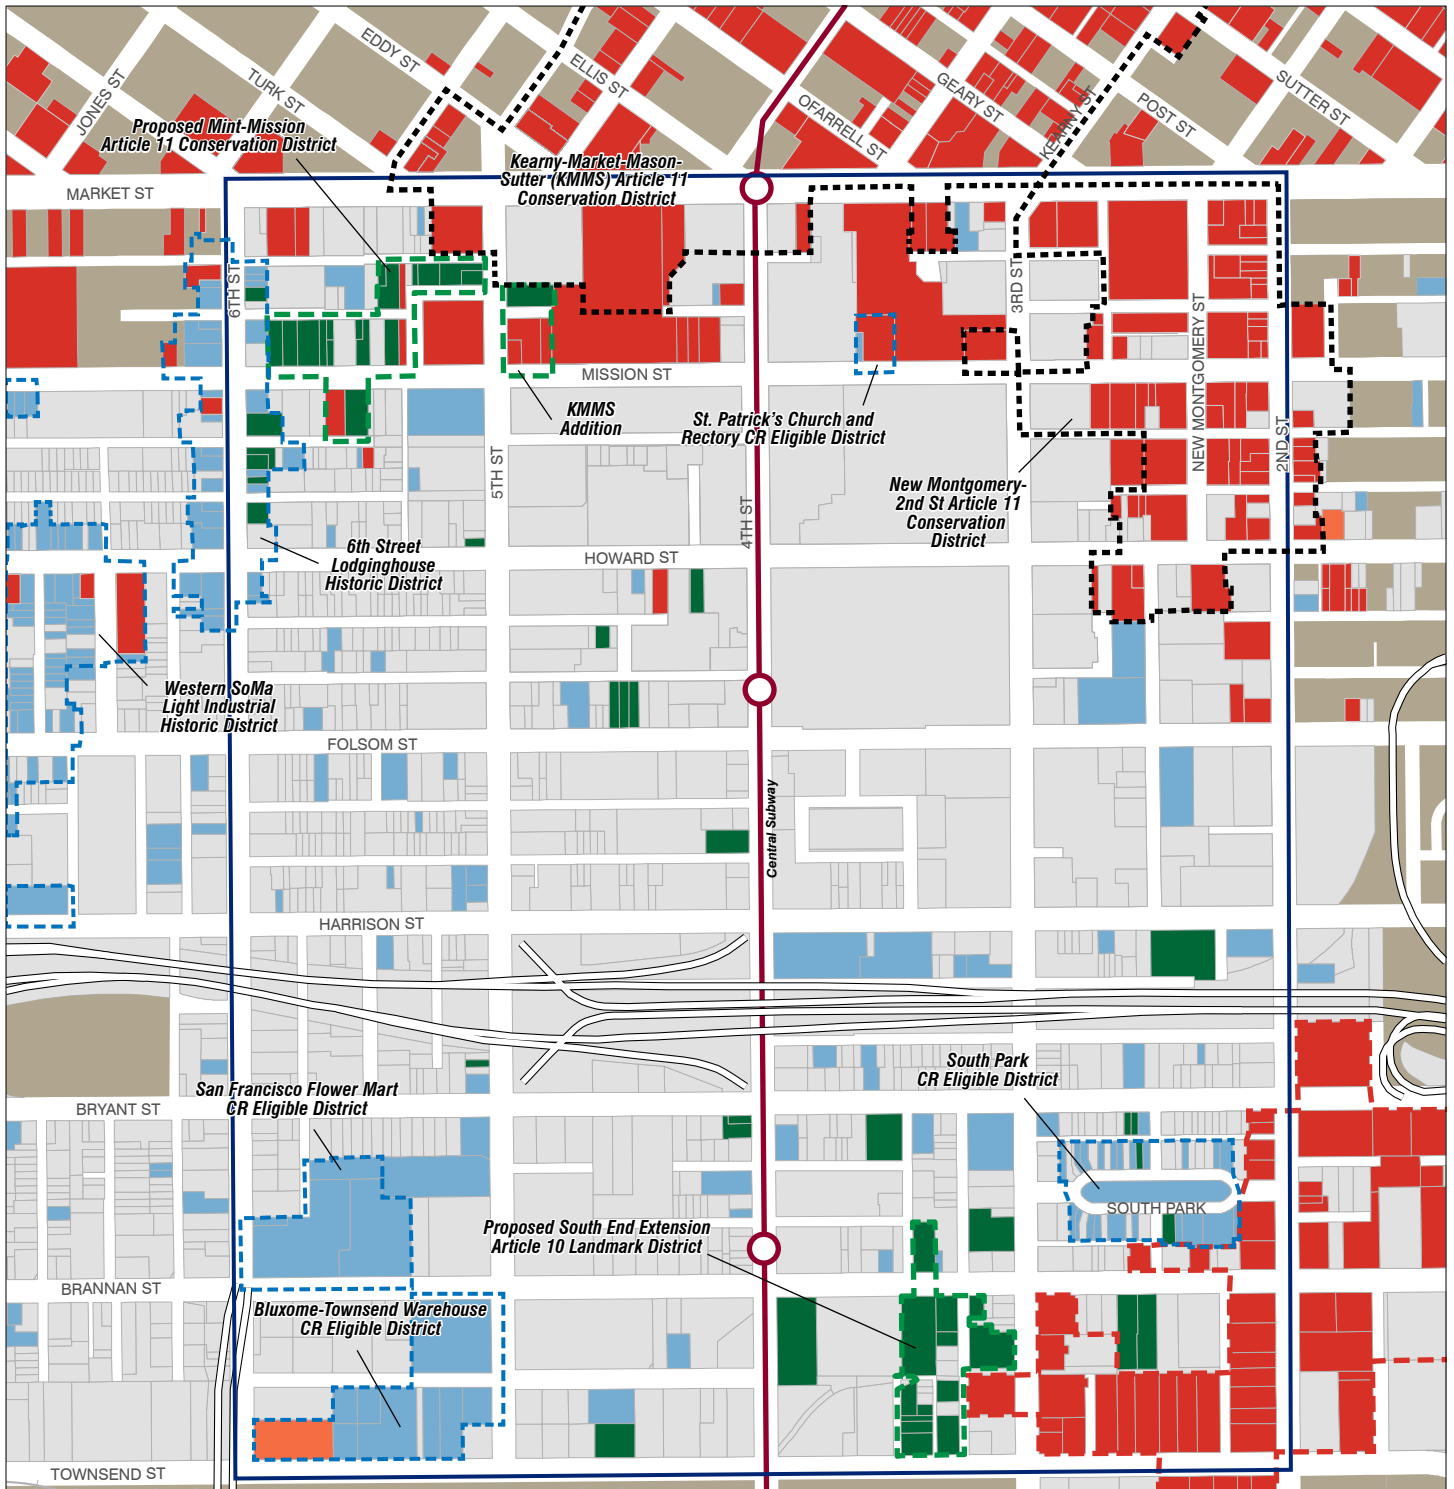 EDDY ST
ELLIS ST
TURK ST
JONES ST
OFARRELL ST
GEARY ST
KEARNY ST
POST ST
SUTTER ST
Proposed Mint-Mission
Article 11 Conservation District
Kearny-Market-Mason-
Sutter (KMMS) Article 11
Conservation District
MARKET ST
6TH ST
3RD ST
NEW MONTGOMERY ST
MISSION ST
KMMS
Addition
St. Patrick's Church and
Rectory CR Eligible District
5TH ST
4TH ST
2ND ST
New Montgomery-
2nd St Article 11
Conservation
District
6th Street
Lodginghouse
Historic District
HOWARD ST
Western SoMa
Light Industrial
Historic District
FOLSOM ST
Central Subway
HARRISON ST
South Park
CR Eligible District
San Francisco Flower Mart
CR Eligible District
BRYANT ST
SOUTH PARK
Proposed South End Extension
Article 10 Landmark District
BRANNAN ST
Bluxome-Townsend Warehouse
CR Eligible District
TOWNSEND ST